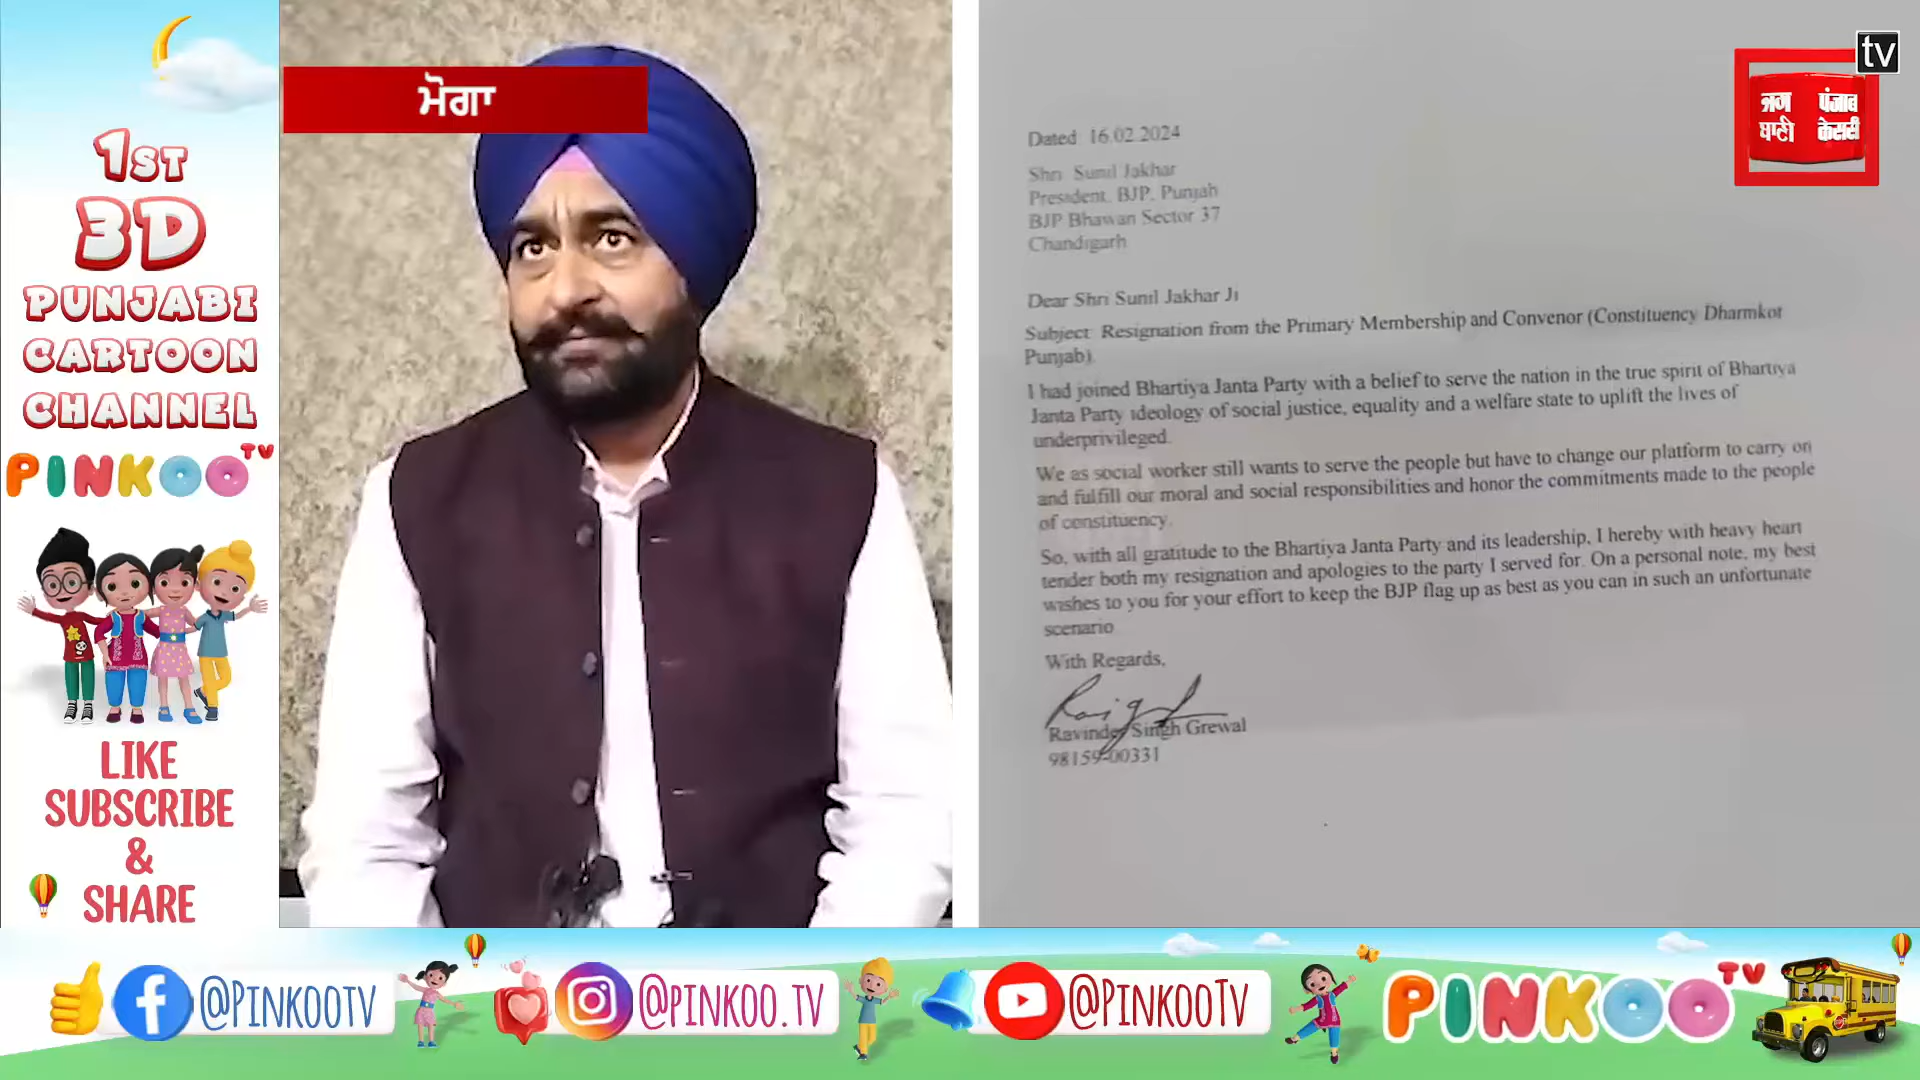 1ST
3D
PUNJABI
CARTOON
CHANNEL
PINKOO TV
LIKE
SUBSCRIBE
&
SHARE
ਮੋਗਾ
Dated 16.02.2024
Shri Sunil Jakhar
President, BJP, Punjab
BJP Bhawan Sector 37
Chandigarh
Dear Shri Sunil Jakhar Ji
Subject: Resignation from the Primary Membership and Convenor (Constituency Dharmkot
Punjab).
I had joined Bhartiya Janta Party with a belief to serve the nation in the true spirit of Bhartiya
Janta Party ideology of social justice, equality and a welfare state to uplift the lives of
underprivileged.
We as social worker still wants to serve the people but have to change our platform to carry on
and fulfill our moral and social responsibilities and honor the commitments made to the people
of constituency.
So, with all gratitude to the Bhartiya Janta Party and its leadership, I hereby with heavy heart
tender both my resignation and apologies to the party I served for. On a personal note, my best
wishes to you for your effort to keep the BJP flag up as best as you can in such an unfortunate
scenario
With Regards,
Ravinder Singh Grewal
98159-00331
tv
ਜਗ ਬਾਣੀ
पंजाब केसरी
@PINKOOTV
@PINKOO.TV
@PINKOOTV
PINKOO TV